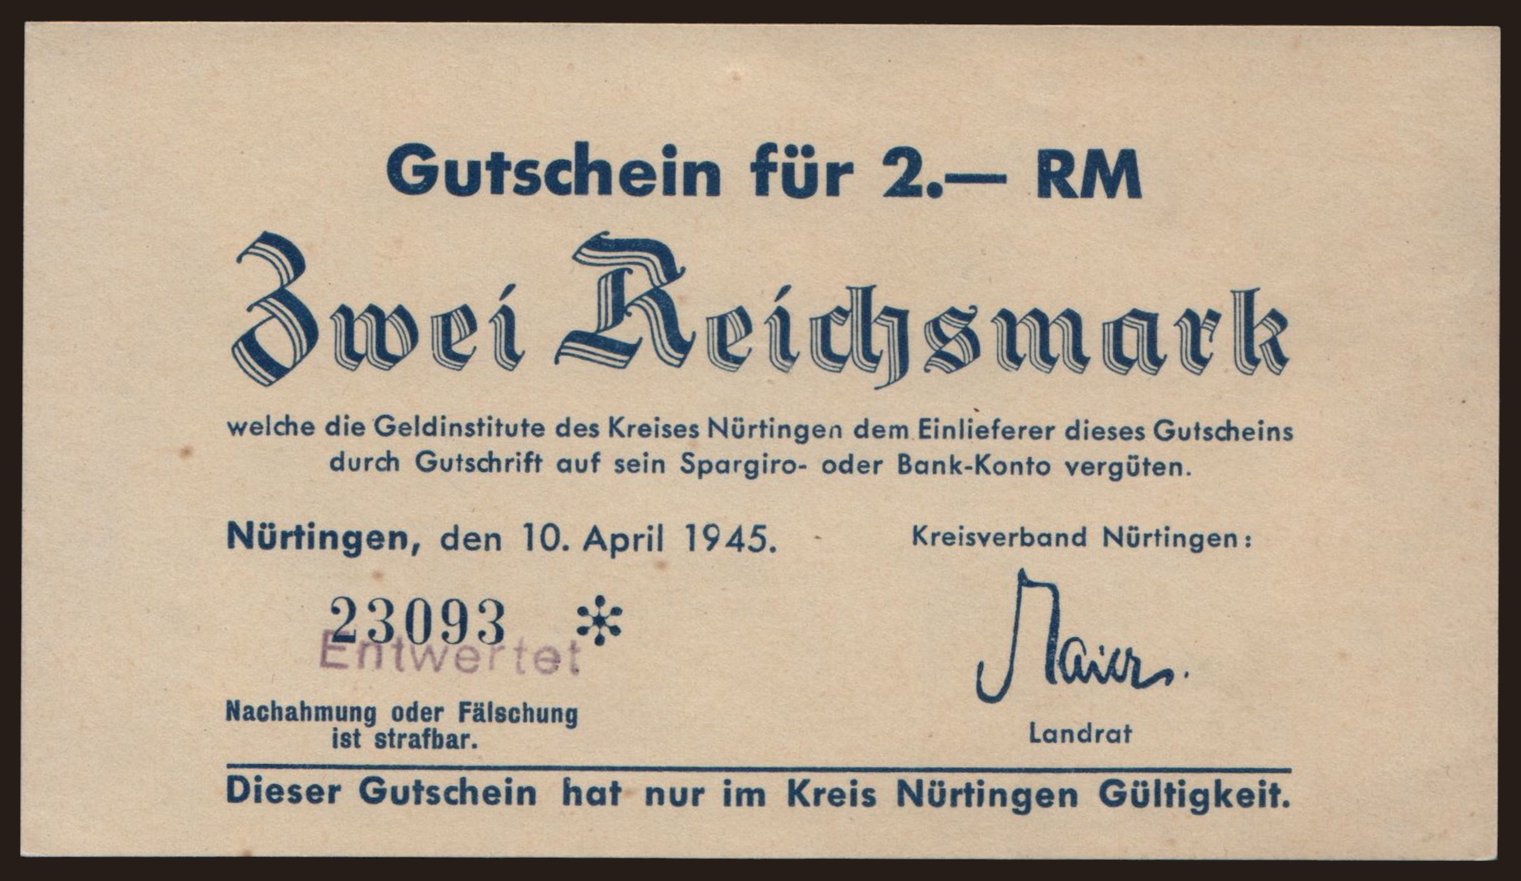 Gutschein für 2.— RM
Zwei Reichsmark
welche die Geldinstitute des Kreises Nürtingen dem Einlieferer dieses Gutscheins
durch Gutschrift auf sein Spargiro- oder Bank-Konto vergüten.
Nürtingen, den 10. April 1945.
Kreisverband Nürtingen:
23093 *
Entwertet
Maier.
Landrat
Nachahmung oder Fälschung
ist strafbar.
Dieser Gutschein hat nur im Kreis Nürtingen Gültigkeit.